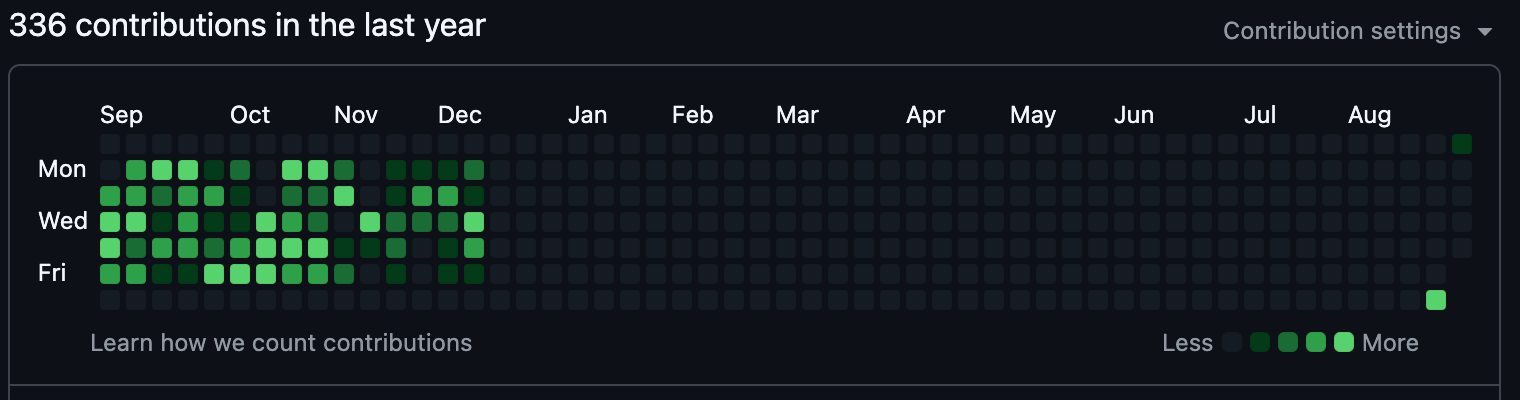 336 contributions in the last year
Contribution settings
Sep Oct Nov Dec Jan Feb Mar Apr May Jun Jul Aug
Mon
Wed
Fri
Learn how we count contributions
Less More